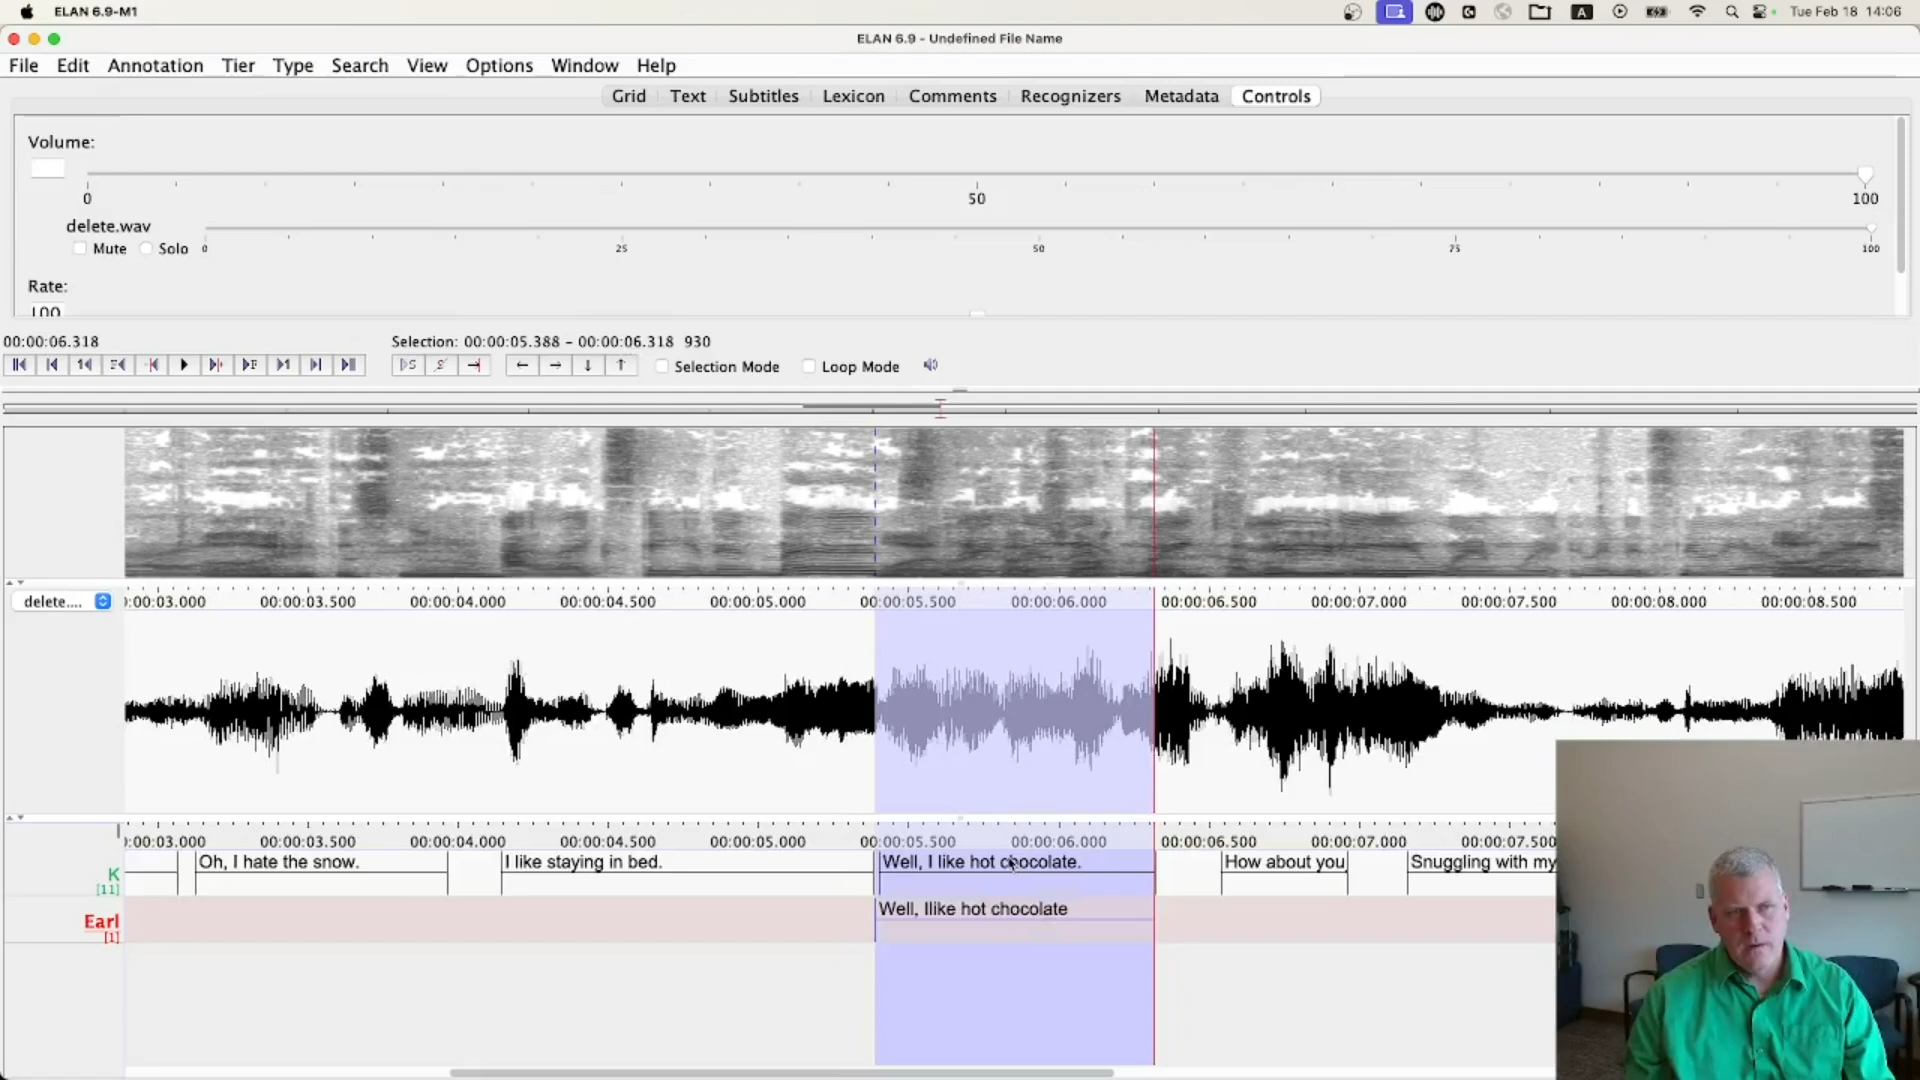 ELAN 6.9-M1
Tue Feb 18 14:06
ELAN 6.9 - Undefined File Name
File Edit Annotation Tier Type Search View Options Window Help
Grid Text Subtitles Lexicon Comments Recognizers Metadata Controls
Volume:
0 50 100
delete.wav
Mute Solo 0 25 50 75 100
Rate:
100
00:00:06.318 Selection: 00:00:05.388 - 00:00:06.318 930
Selection Mode Loop Mode
delete.... 00:00:03.000 00:00:03.500 00:00:04.000 00:00:04.500 00:00:05.000 00:00:05.500 00:00:06.000 00:00:06.500 00:00:07.000 00:00:07.500 00:00:08.000 00:00:08.500
00:00:03.000 00:00:03.500 00:00:04.000 00:00:04.500 00:00:05.000 00:00:05.500 00:00:06.000 00:00:06.500 00:00:07.000 00:00:07.500
K Oh, I hate the snow. I like staying in bed. Well, I like hot chocolate. How about you Snuggling with my
[11]
Earl Well, Ilike hot chocolate
[1]